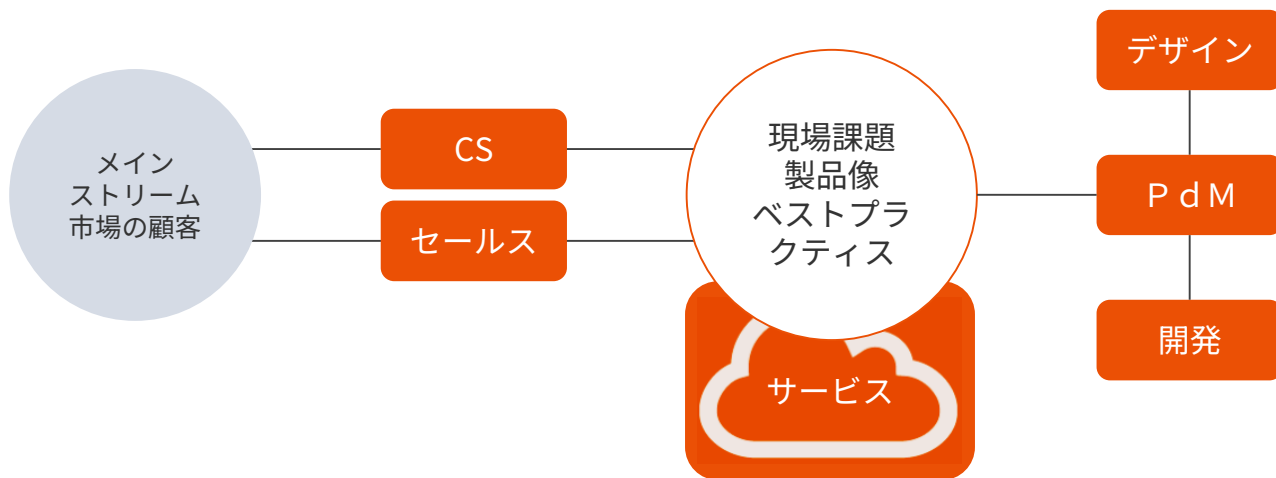 メイン
ストリーム
市場の顧客
CS
セールス
現場課題
製品像
ベストプラ
クティス
サービス
デザイン
ＰｄＭ
開発